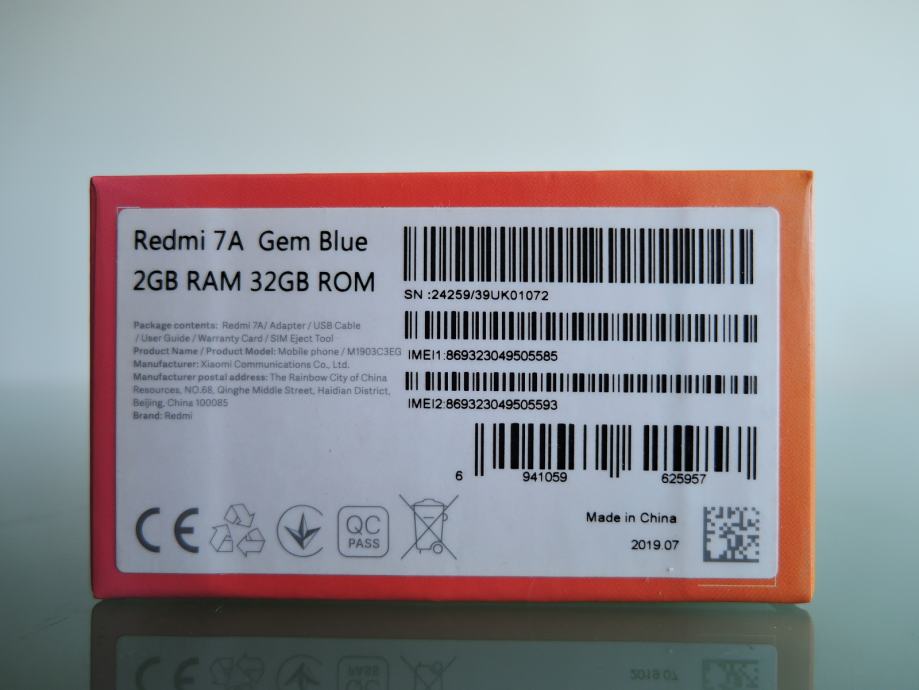 Redmi 7A Gem Blue
2GB RAM 32GB ROM
Package contents: Redmi 7A/ Adapter / USB Cable
/ User Guide / Warranty Card / SIM Eject Tool
Product Name / Product Model: Mobile phone / M1903C3EG
Manufacturer: Xiaomi Communications Co., Ltd.
Manufacturer postal address: The Rainbow City of China
Resources, NO.68, Qinghe Middle Street, Haidian District,
Beijing, China 100085
Brand: Redmi
SN :24259/39UK01072
IMEI1:869323049505585
IMEI2:869323049505593
6 941059 625957
CE
QC
PASS
Made in China
2019.07